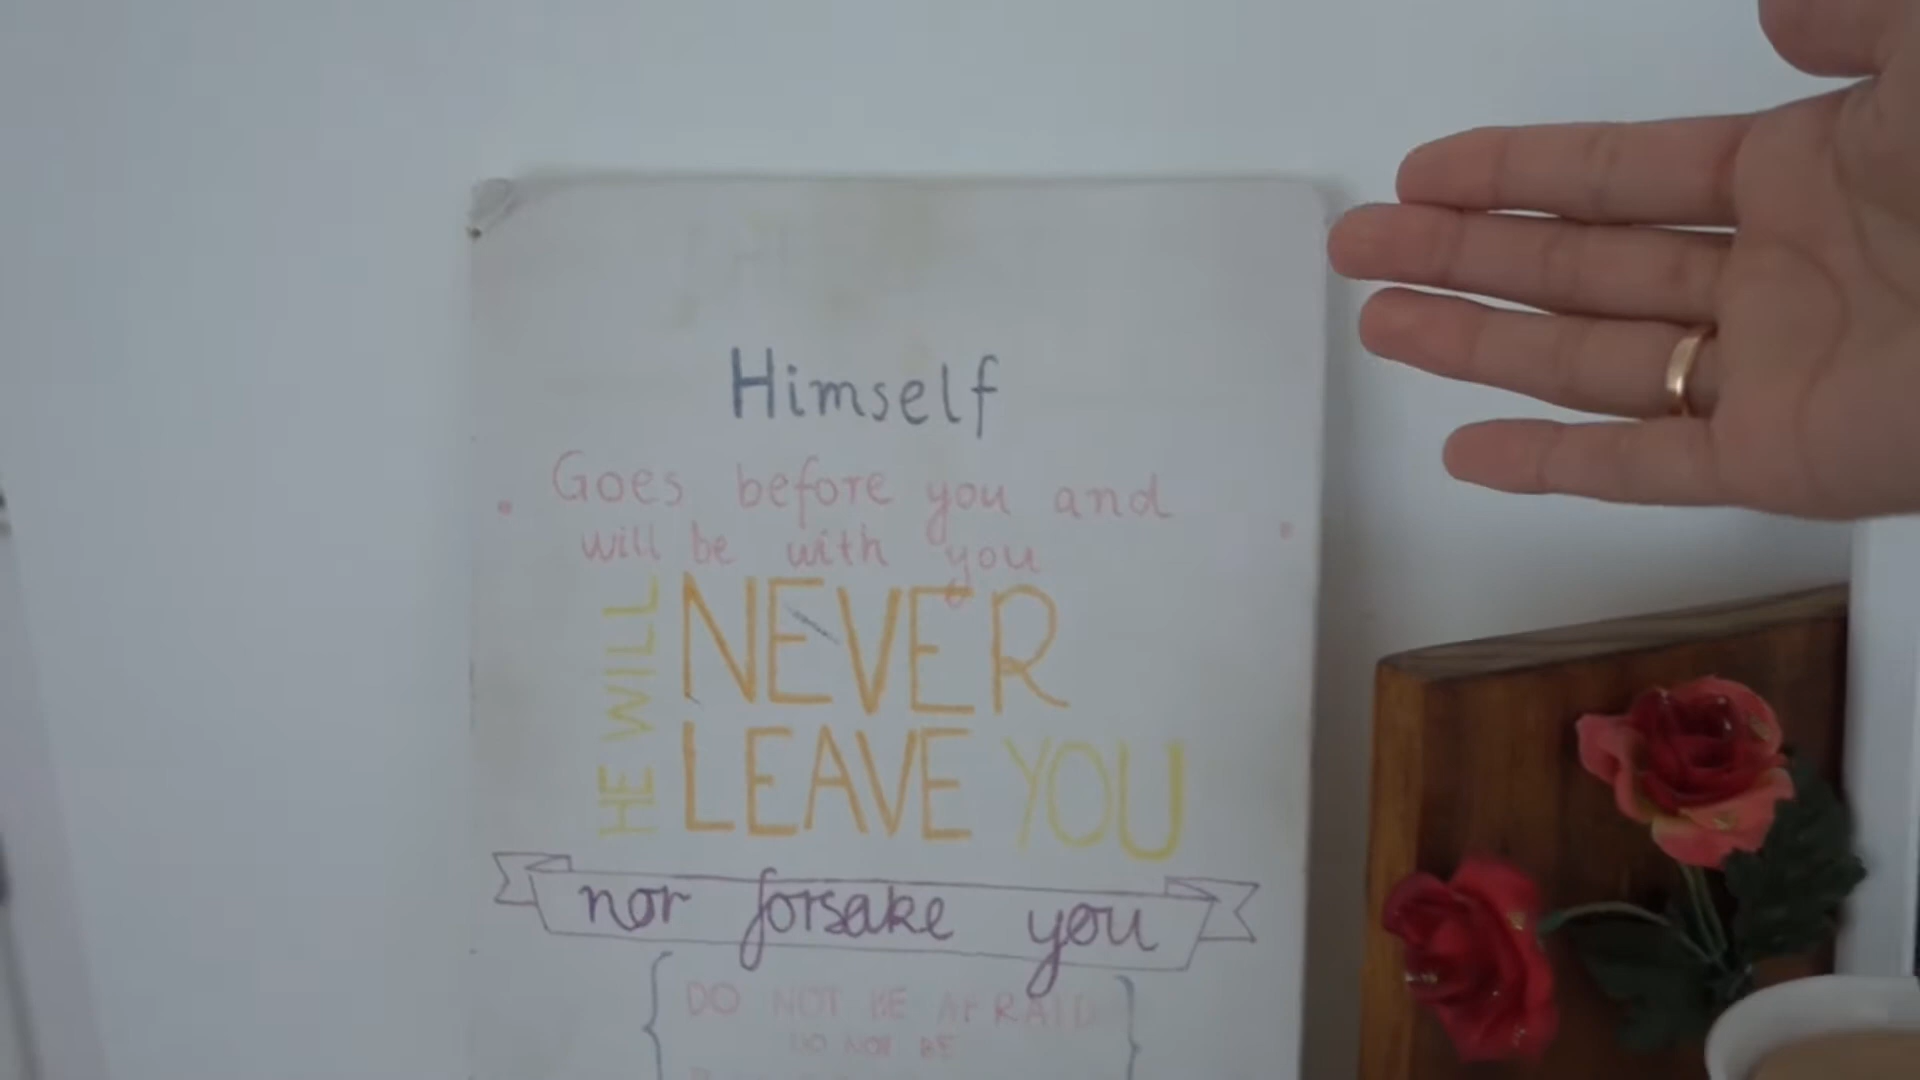 Himself
Goes before you and
will be with you
HE WILL
NEVER
LEAVE YOU
nor forsake you
DO NOT BE AFRAID
DO NOT BE